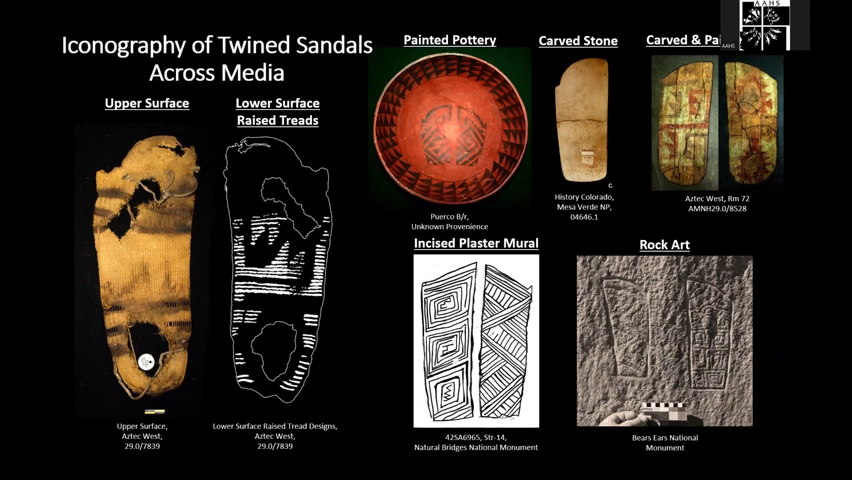 Iconography of Twined Sandals
Across Media
Upper Surface
Lower Surface
Raised Treads
Painted Pottery
Carved Stone
Carved & Pai
AAHS
AAHS
Puerco B/r,
Unknown Provenience
c.
History Colorado,
Mesa Verde NP,
04646.1
Aztec West, Rm 72
AMNH29.0/8528
Incised Plaster Mural
Rock Art
Upper Surface,
Aztec West,
29.0/7839
Lower Surface Raised Tread Designs,
Aztec West,
29.0/7839
42SA6965, Str-14,
Natural Bridges National Monument
Bears Ears National
Monument